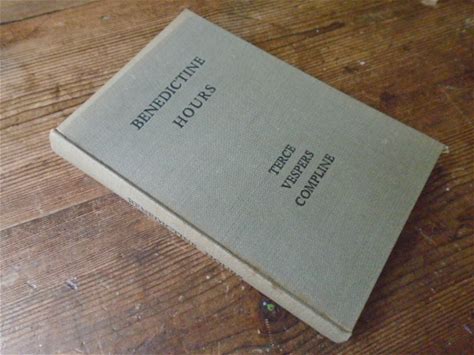 BENEDICTINE
HOURS
TERCE
VESPERS
COMPLINE